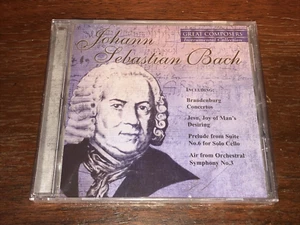 Johann
Sebastian Bach
GREAT COMPOSERS
INCLUDING:
Brandenburg
Concertos
Jesu, Joy of Man's
Desiring
Prelude from Suite
No.6 for Solo Cello
Air from Orchestral
Symphony No.3